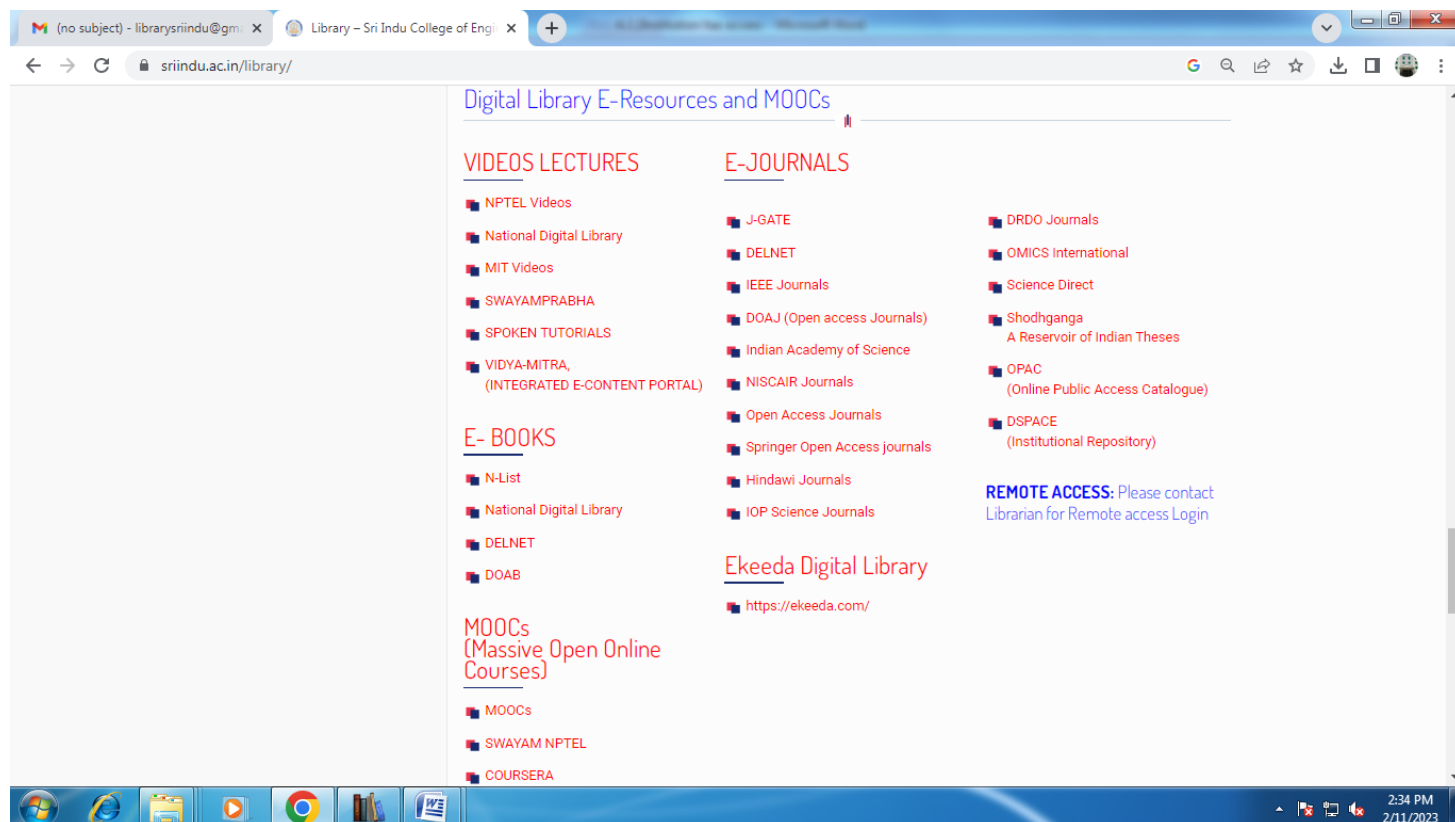 (no subject) - librarysriindu@gm
Library – Sri Indu College of Engi
sriindu.ac.in/library/
Digital Library E-Resources and MOOCs
VIDEOS LECTURES
NPTEL Videos
National Digital Library
MIT Videos
SWAYAMPRABHA
SPOKEN TUTORIALS
VIDYA-MITRA,
(INTEGRATED E-CONTENT PORTAL)
E- BOOKS
N-List
National Digital Library
DELNET
DOAB
MOOCs
(Massive Open Online
Courses)
MOOCs
SWAYAM NPTEL
COURSERA
E-JOURNALS
J-GATE
DELNET
IEEE Journals
DOAJ (Open access Journals)
Indian Academy of Science
NISCAIR Journals
Open Access Journals
Springer Open Access journals
Hindawi Journals
IOP Science Journals
Ekeeda Digital Library
https://ekeeda.com/
DRDO Journals
OMICS International
Science Direct
Shodhganga
A Reservoir of Indian Theses
OPAC
(Online Public Access Catalogue)
DSPACE
(Institutional Repository)
REMOTE ACCESS: Please contact
Librarian for Remote access Login
2:34 PM
2/11/2023